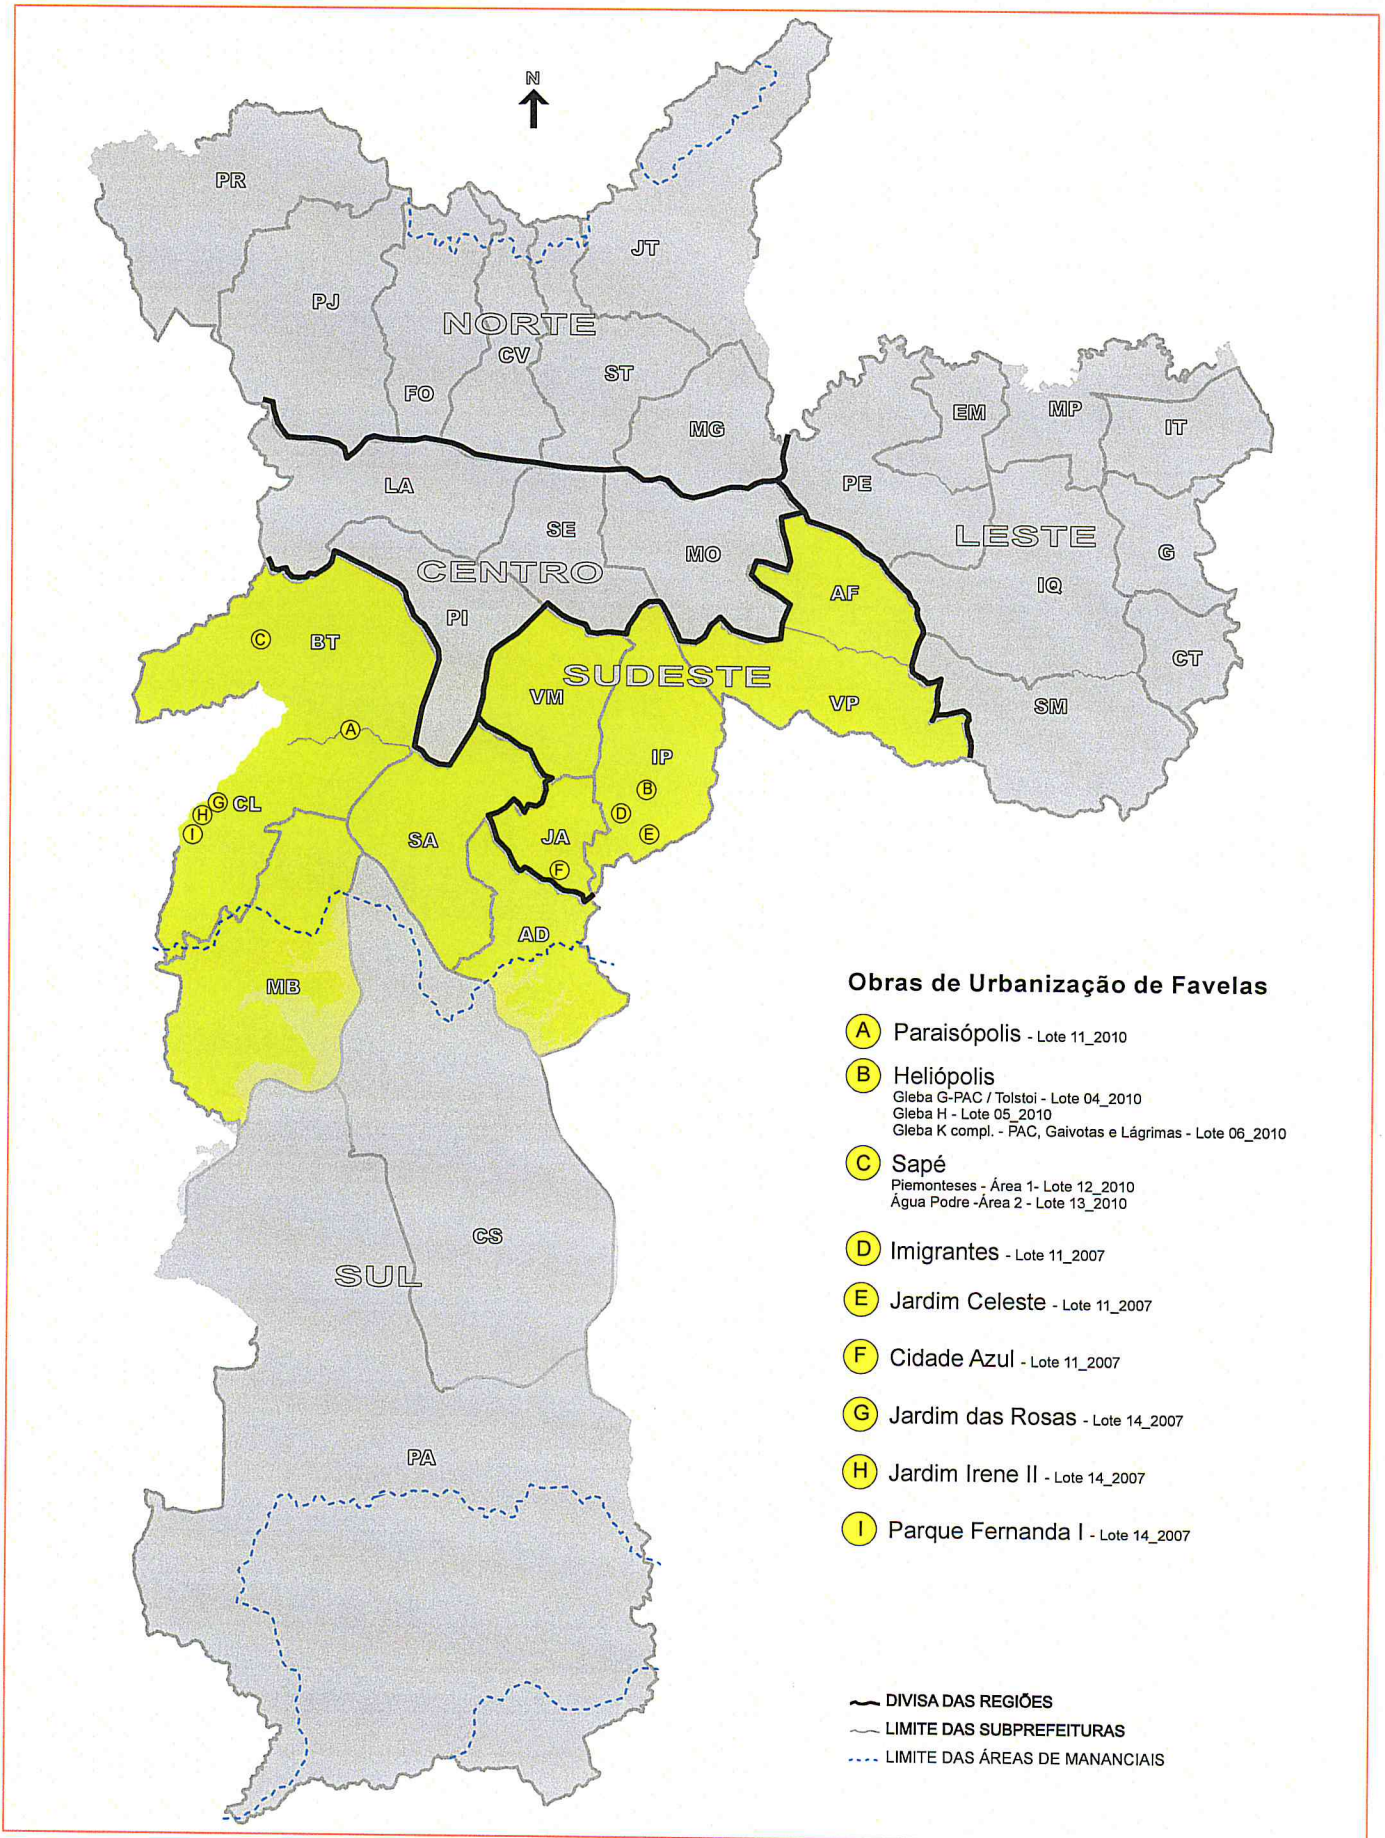 N
PR
JT
PJ
NORTE
CV
ST
FO
MG
EM
MP
IT
LA
PE
SE
MO
LESTE
G
CENTRO
IQ
AF
PI
C
BT
CT
SUDESTE
VM
VP
SM
A
IP
B
G
CL
H
D
I
SA
JA
E
F
AD
MB
CS
SUL
PA
Obras de Urbanização de Favelas
A Paraisópolis - Lote 11_2010
B Heliópolis
Gleba G-PAC / Tolstoi - Lote 04_2010
Gleba H - Lote 05_2010
Gleba K compl. - PAC, Gaivotas e Lágrimas - Lote 06_2010
C Sapé
Piemonteses - Área 1- Lote 12_2010
Água Podre -Área 2 - Lote 13_2010
D Imigrantes - Lote 11_2007
E Jardim Celeste - Lote 11_2007
F Cidade Azul - Lote 11_2007
G Jardim das Rosas - Lote 14_2007
H Jardim Irene II - Lote 14_2007
I Parque Fernanda I - Lote 14_2007
DIVISA DAS REGIÕES
LIMITE DAS SUBPREFEITURAS
LIMITE DAS ÁREAS DE MANANCIAIS